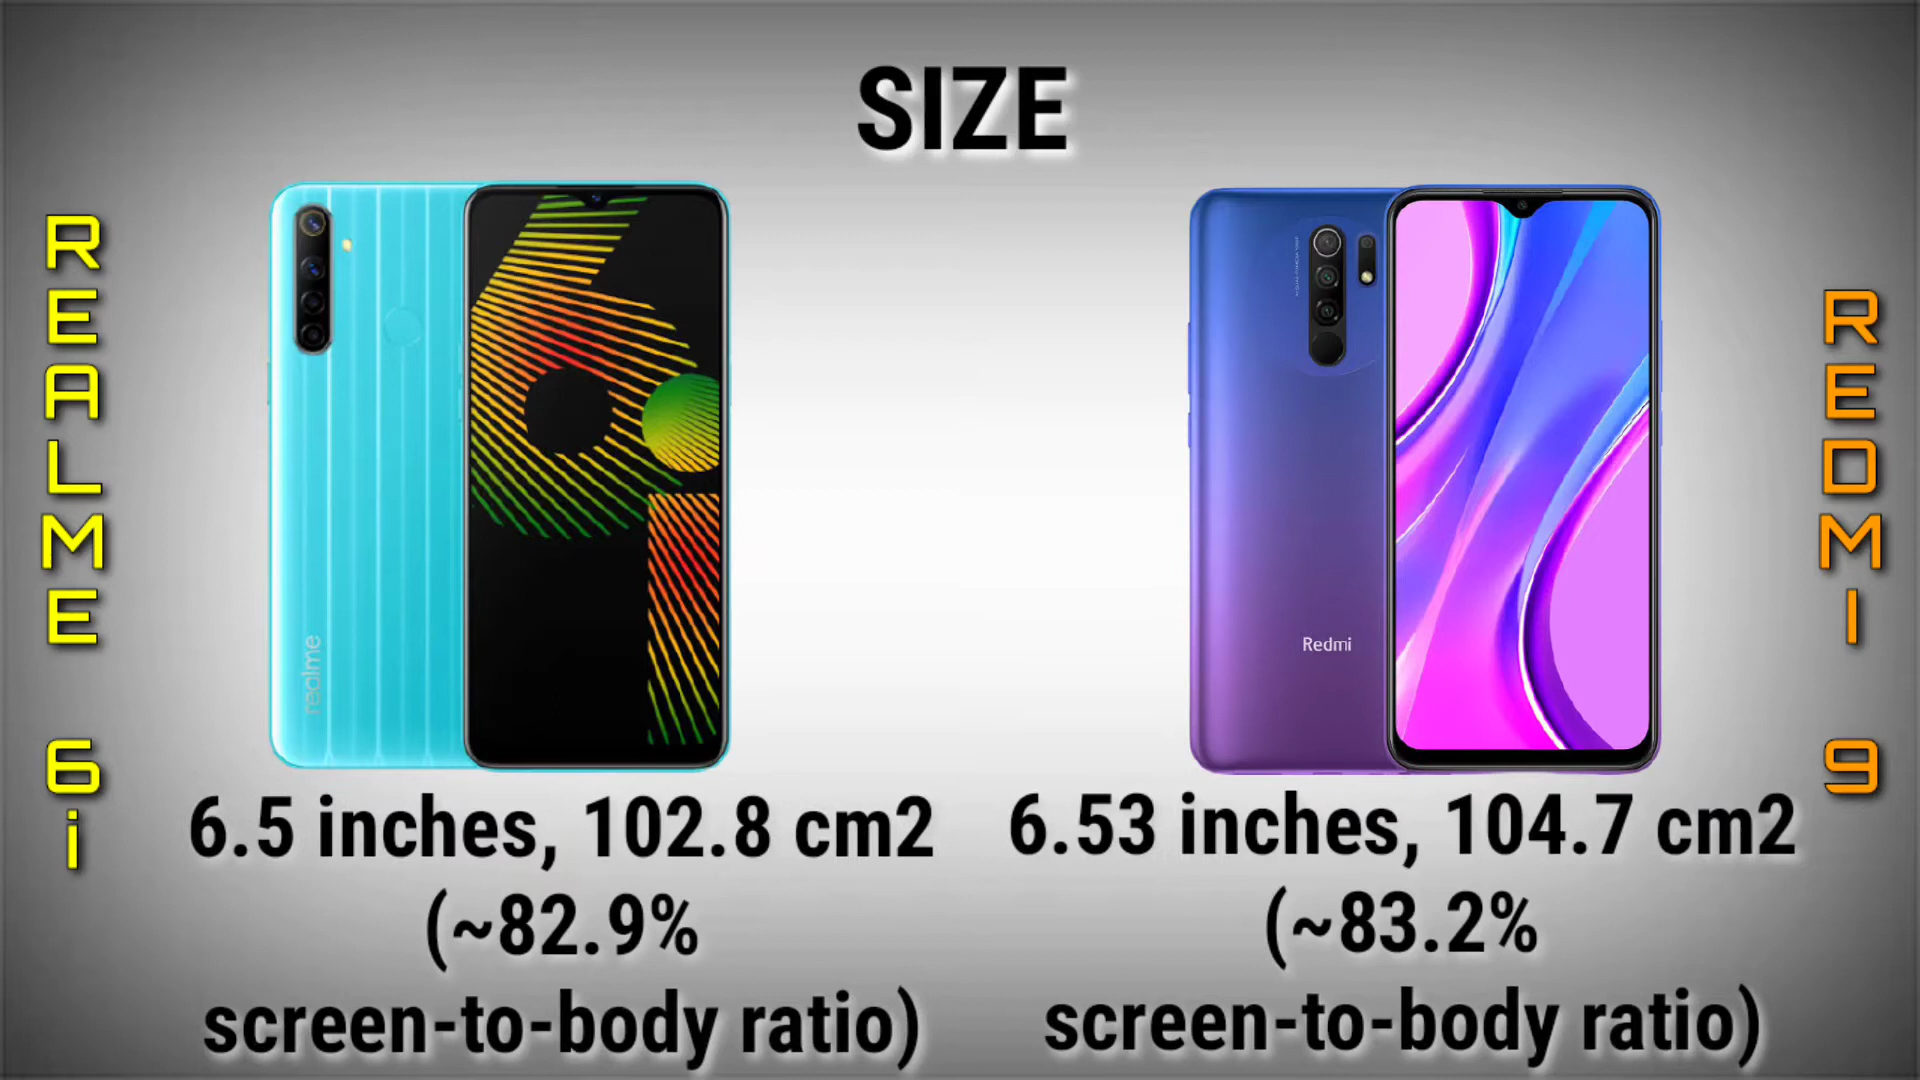 SIZE
REALME 6i
realme
Redmi
REDMI 9
6.5 inches, 102.8 cm2
(~82.9%
screen-to-body ratio)
6.53 inches, 104.7 cm2
(~83.2%
screen-to-body ratio)